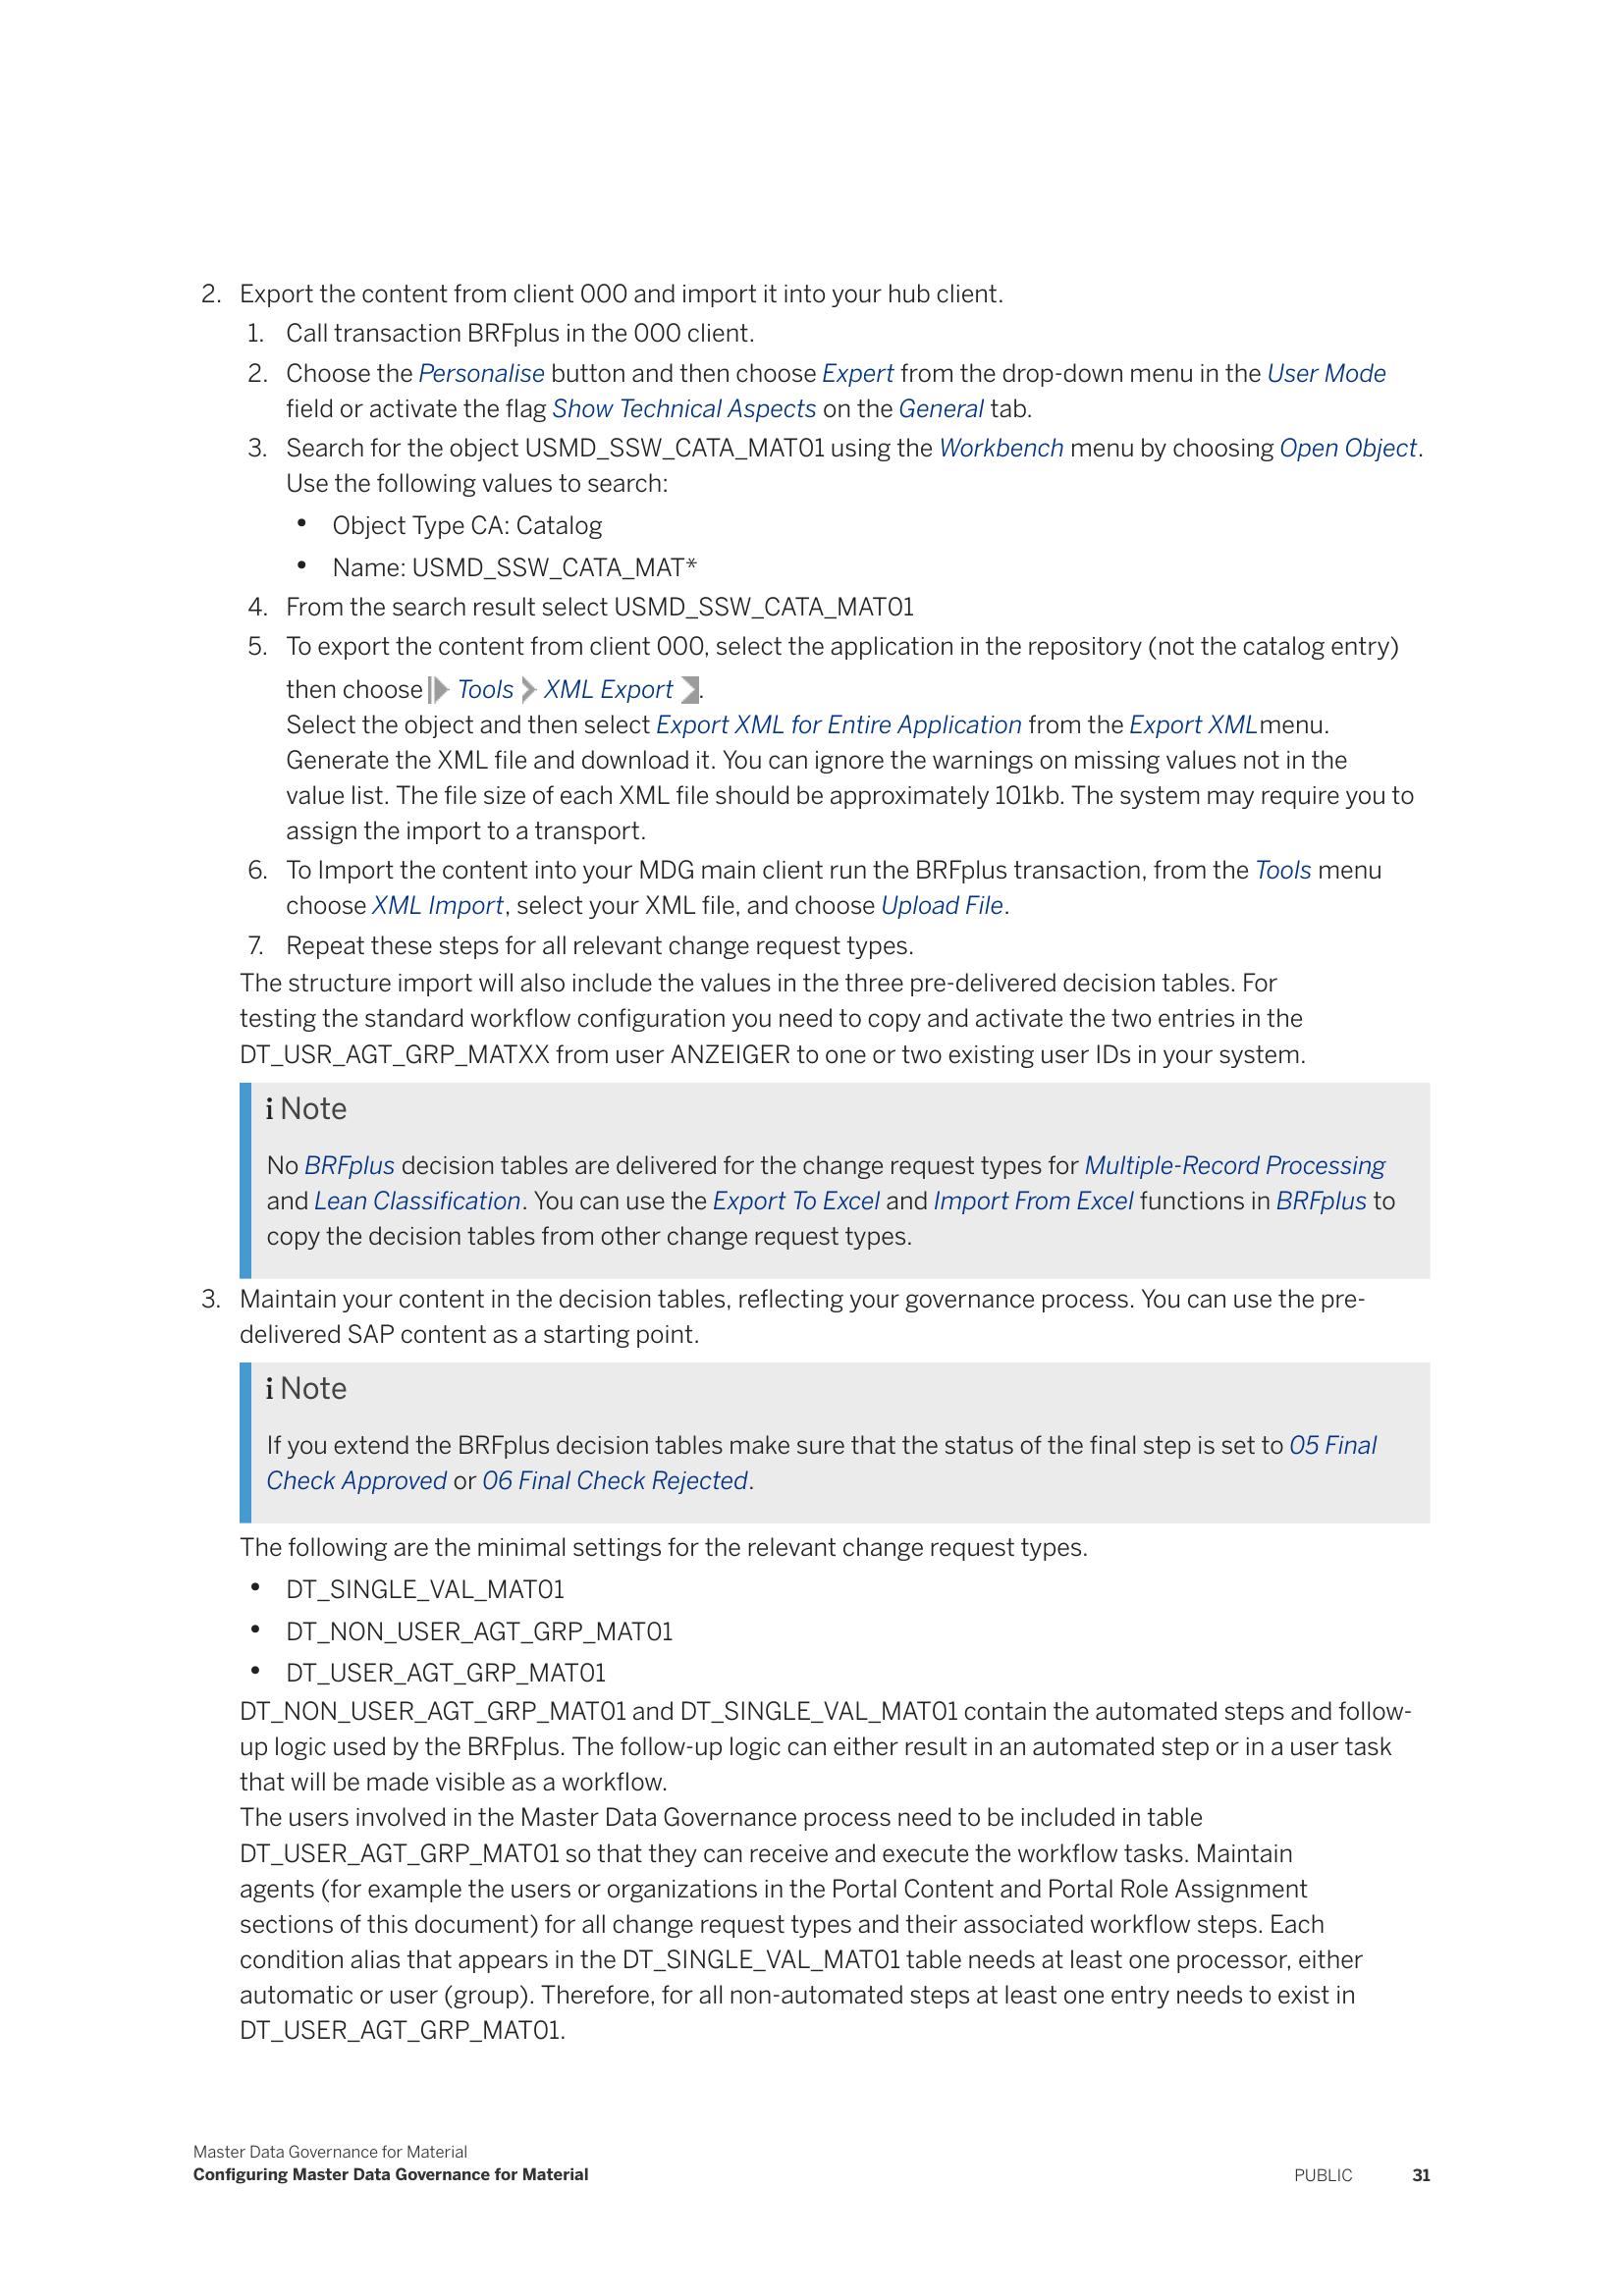 2. Export the content from client 000 and import it into your hub client.
1. Call transaction BRFplus in the 000 client.
2. Choose the Personalise button and then choose Expert from the drop-down menu in the User Mode
field or activate the flag Show Technical Aspects on the General tab.
3. Search for the object USMD_SSW_CATA_MAT01 using the Workbench menu by choosing Open Object.
Use the following values to search:
• Object Type CA: Catalog
• Name: USMD_SSW_CATA_MAT*
4. From the search result select USMD_SSW_CATA_MAT01
5. To export the content from client 000, select the application in the repository (not the catalog entry)
then choose Tools XML Export .
Select the object and then select Export XML for Entire Application from the Export XMLmenu.
Generate the XML file and download it. You can ignore the warnings on missing values not in the
value list. The file size of each XML file should be approximately 101kb. The system may require you to
assign the import to a transport.
6. To Import the content into your MDG main client run the BRFplus transaction, from the Tools menu
choose XML Import, select your XML file, and choose Upload File.
7. Repeat these steps for all relevant change request types.
The structure import will also include the values in the three pre-delivered decision tables. For
testing the standard workflow configuration you need to copy and activate the two entries in the
DT_USR_AGT_GRP_MATXX from user ANZEIGER to one or two existing user IDs in your system.
i Note
No BRFplus decision tables are delivered for the change request types for Multiple-Record Processing
and Lean Classification. You can use the Export To Excel and Import From Excel functions in BRFplus to
copy the decision tables from other change request types.
3. Maintain your content in the decision tables, reflecting your governance process. You can use the pre-
delivered SAP content as a starting point.
i Note
If you extend the BRFplus decision tables make sure that the status of the final step is set to 05 Final
Check Approved or 06 Final Check Rejected.
The following are the minimal settings for the relevant change request types.
• DT_SINGLE_VAL_MAT01
• DT_NON_USER_AGT_GRP_MAT01
• DT_USER_AGT_GRP_MAT01
DT_NON_USER_AGT_GRP_MAT01 and DT_SINGLE_VAL_MAT01 contain the automated steps and follow-
up logic used by the BRFplus. The follow-up logic can either result in an automated step or in a user task
that will be made visible as a workflow.
The users involved in the Master Data Governance process need to be included in table
DT_USER_AGT_GRP_MAT01 so that they can receive and execute the workflow tasks. Maintain
agents (for example the users or organizations in the Portal Content and Portal Role Assignment
sections of this document) for all change request types and their associated workflow steps. Each
condition alias that appears in the DT_SINGLE_VAL_MAT01 table needs at least one processor, either
automatic or user (group). Therefore, for all non-automated steps at least one entry needs to exist in
DT_USER_AGT_GRP_MAT01.
Master Data Governance for Material
Configuring Master Data Governance for Material
PUBLIC 31